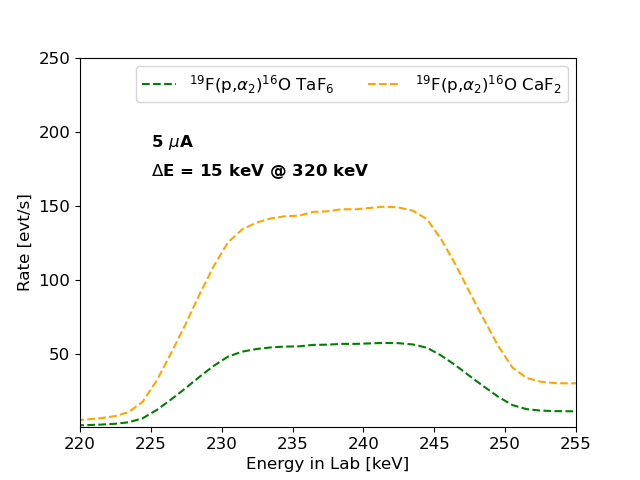 250
200
150
100
50
¹⁹F(p,α₂)¹⁶O TaF₆ ¹⁹F(p,α₂)¹⁶O CaF₂
5 μA
ΔE = 15 keV @ 320 keV
Rate [evt/s]
220 225 230 235 240 245 250 255
Energy in Lab [keV]